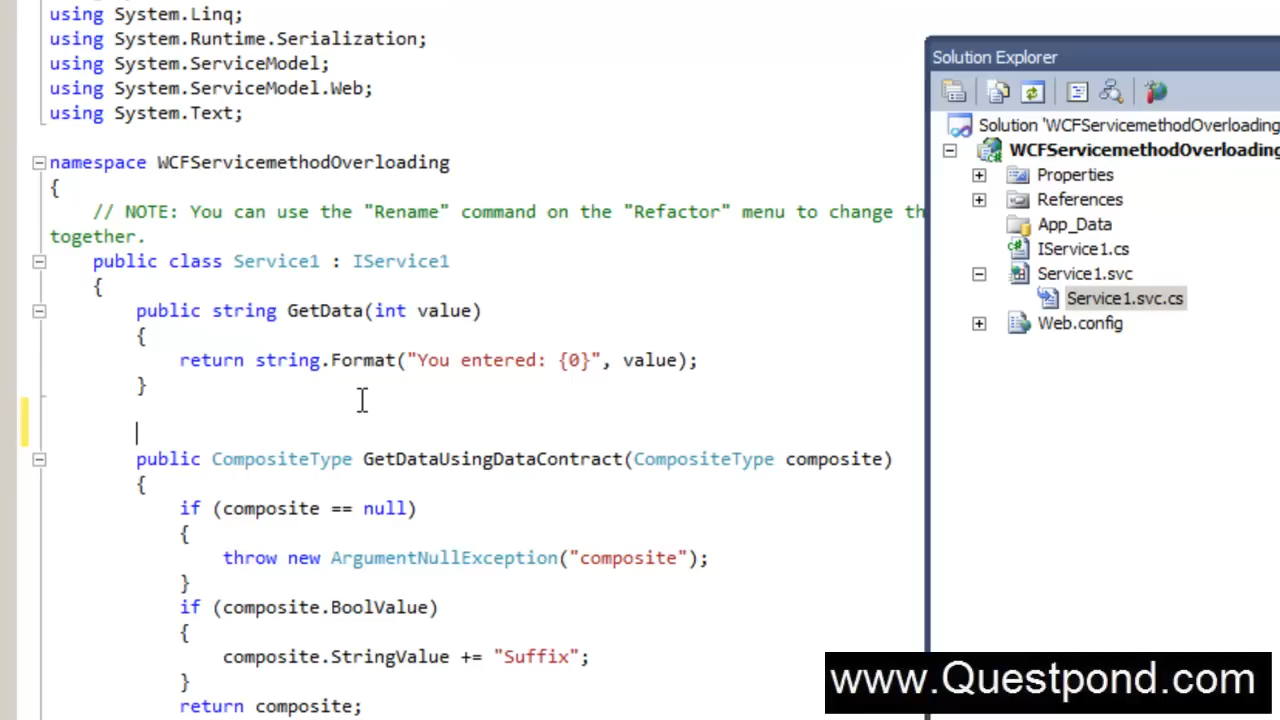 using System.Linq;
using System.Runtime.Serialization;
using System.ServiceModel;
using System.ServiceModel.Web;
using System.Text;
namespace WCFServicemethodOverloading
{
// NOTE: You can use the "Rename" command on the "Refactor" menu to change th
together.
public class Service1 : IService1
{
public string GetData(int value)
{
return string.Format("You entered: {0}", value);
}
public CompositeType GetDataUsingDataContract(CompositeType composite)
{
if (composite == null)
{
throw new ArgumentNullException("composite");
}
if (composite.BoolValue)
{
composite.StringValue += "Suffix";
}
return composite;
Solution Explorer
Solution 'WCFServicemethodOverloading
WCFServicemethodOverloading
Properties
References
App_Data
IService1.cs
Service1.svc
Service1.svc.cs
Web.config
www.Questpond.com